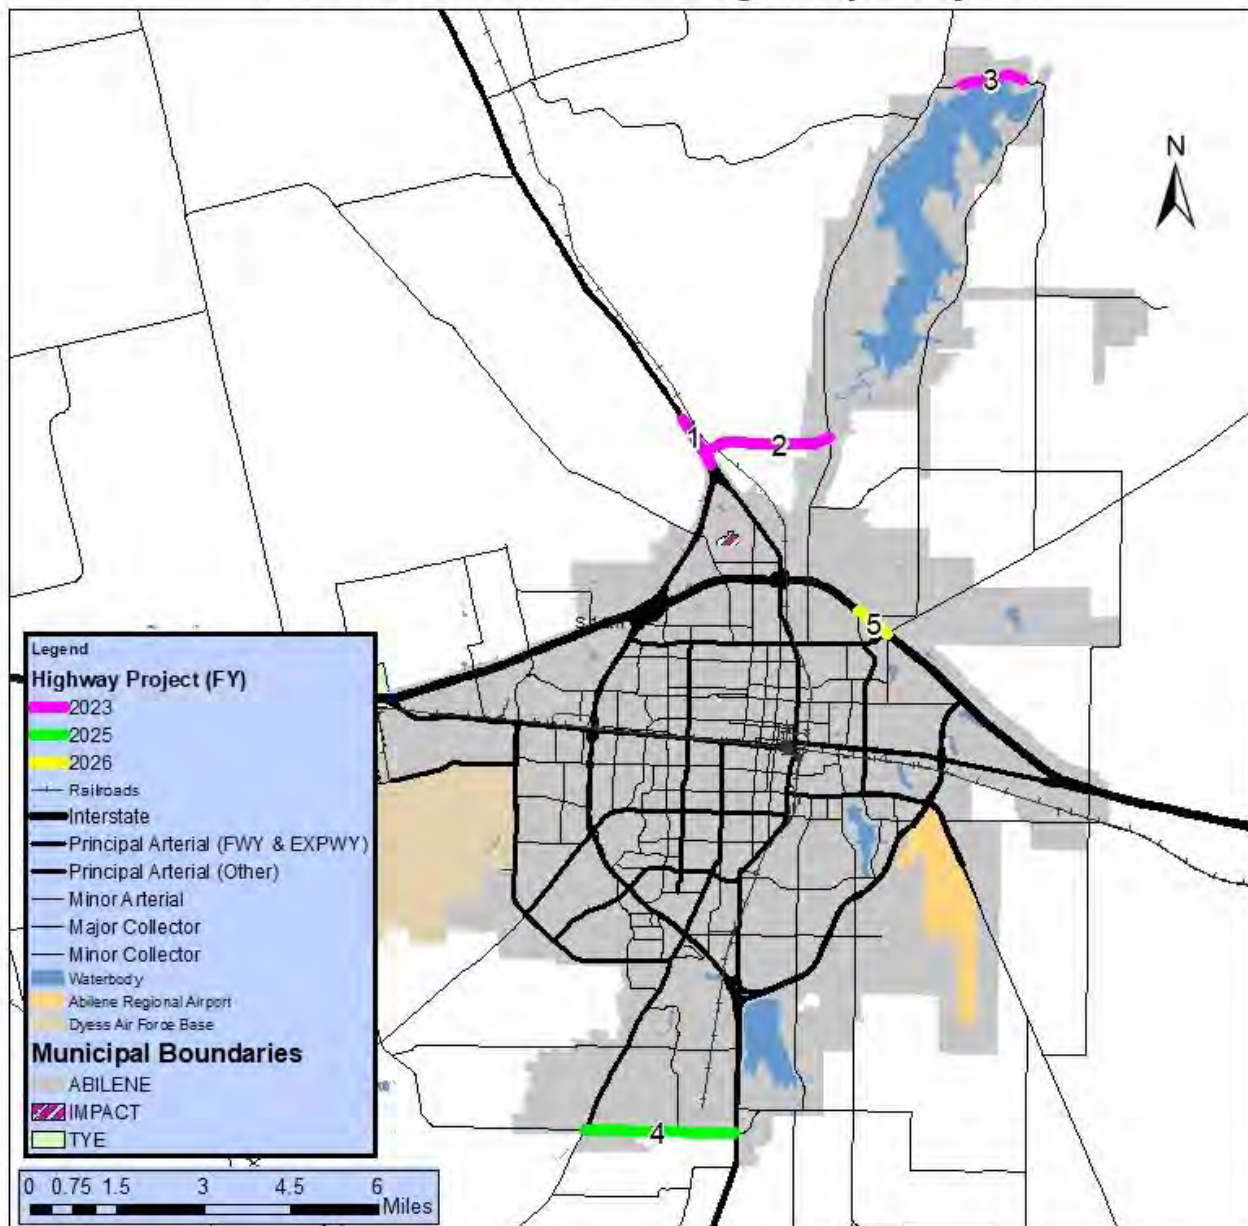 3
N
1
2
5
Legend
Highway Project (FY)
2023
2025
2026
Railroads
Interstate
Principal Arterial (FWY & EXPWY)
Principal Arterial (Other)
Minor Arterial
Major Collector
Minor Collector
Waterbody
Abilene Regional Airport
Dyess Air Force Base
Municipal Boundaries
ABILENE
IMPACT
TYE
4
0 0.75 1.5 3 4.5 6
Miles